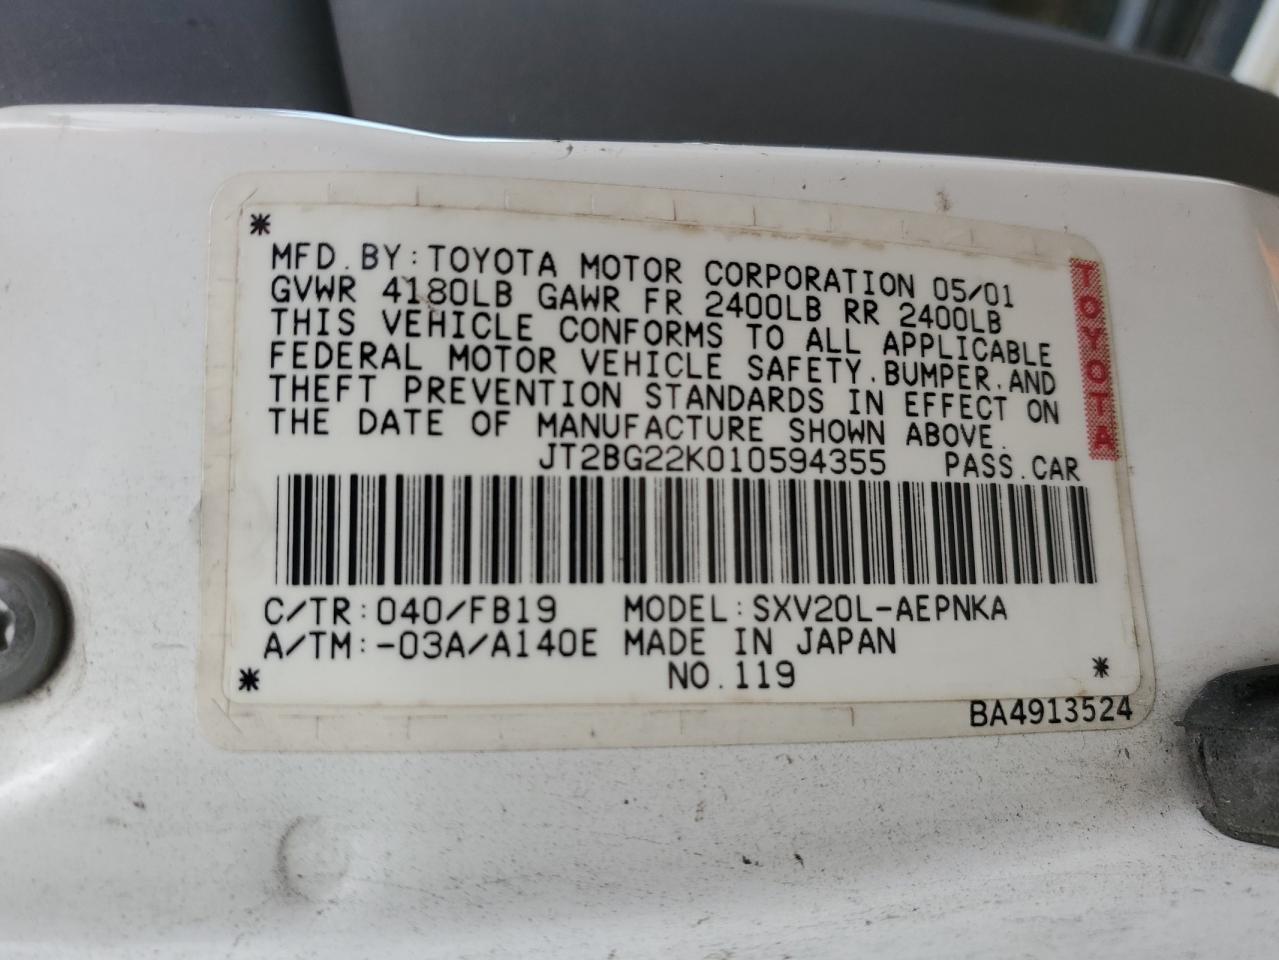 MFD.BY:TOYOTA MOTOR CORPORATION 05/01
GVWR 4180LB GAWR FR 2400LB RR 2400LB
THIS VEHICLE CONFORMS TO ALL APPLICABLE
FEDERAL MOTOR VEHICLE SAFETY,BUMPER,AND
THEFT PREVENTION STANDARDS IN EFFECT ON
THE DATE OF MANUFACTURE SHOWN ABOVE.
JT2BG22K010594355 PASS.CAR
C/TR:040/FB19 MODEL:SXV20L-AEPNKA
A/TM:-03A/A140E MADE IN JAPAN
NO.119
BA4913524
TOYOTA